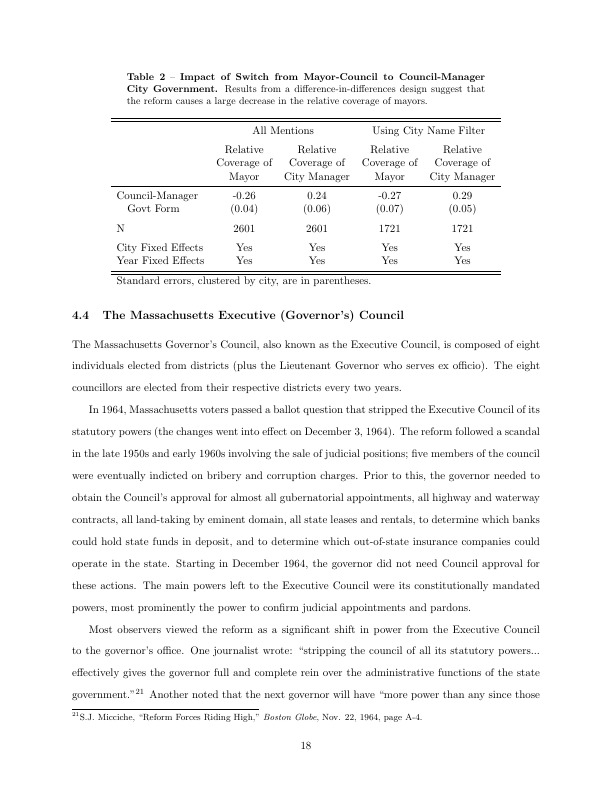 Table 2 – Impact of Switch from Mayor-Council to Council-Manager
City Government. Results from a difference-in-differences design suggest that
the reform causes a large decrease in the relative coverage of mayors.
All Mentions Using City Name Filter
Relative Relative Relative Relative
Coverage of Coverage of Coverage of Coverage of
Mayor City Manager Mayor City Manager
Council-Manager -0.26 0.24 -0.27 0.29
Govt Form (0.04) (0.06) (0.07) (0.05)
N 2601 2601 1721 1721
City Fixed Effects Yes Yes Yes Yes
Year Fixed Effects Yes Yes Yes Yes
Standard errors, clustered by city, are in parentheses.
4.4 The Massachusetts Executive (Governor's) Council
The Massachusetts Governor's Council, also known as the Executive Council, is composed of eight
individuals elected from districts (plus the Lieutenant Governor who serves ex officio). The eight
councillors are elected from their respective districts every two years.
In 1964, Massachusetts voters passed a ballot question that stripped the Executive Council of its
statutory powers (the changes went into effect on December 3, 1964). The reform followed a scandal
in the late 1950s and early 1960s involving the sale of judicial positions; five members of the council
were eventually indicted on bribery and corruption charges. Prior to this, the governor needed to
obtain the Council's approval for almost all gubernatorial appointments, all highway and waterway
contracts, all land-taking by eminent domain, all state leases and rentals, to determine which banks
could hold state funds in deposit, and to determine which out-of-state insurance companies could
operate in the state. Starting in December 1964, the governor did not need Council approval for
these actions. The main powers left to the Executive Council were its constitutionally mandated
powers, most prominently the power to confirm judicial appointments and pardons.
Most observers viewed the reform as a significant shift in power from the Executive Council
to the governor's office. One journalist wrote: “stripping the council of all its statutory powers...
effectively gives the governor full and complete rein over the administrative functions of the state
government.”21 Another noted that the next governor will have “more power than any since those
21S.J. Micciche, “Reform Forces Riding High,” Boston Globe, Nov. 22, 1964, page A-4.
18